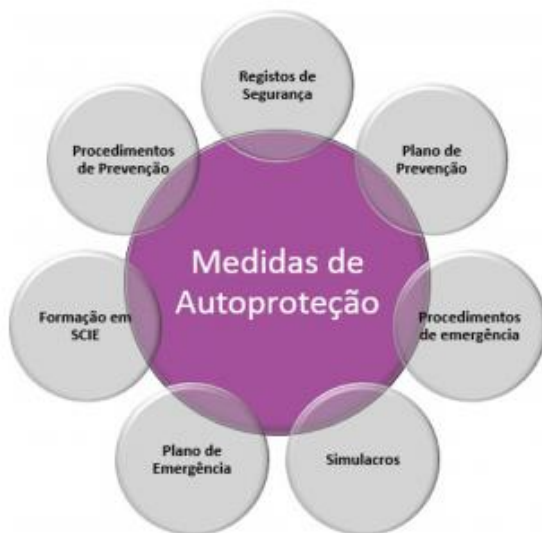 Registos de
Segurança
Plano de
Prevenção
Procedimentos
de emergência
Simulacros
Plano de
Emergência
Formação em
SCIE
Procedimentos
de Prevenção
Medidas de
Autoproteção